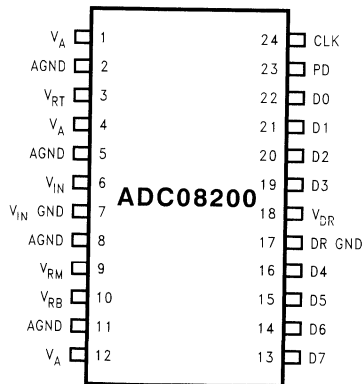 V_A 1 24 CLK
AGND 2 23 PD
V_RT 3 22 D0
V_A 4 21 D1
AGND 5 20 D2
V_IN 6 19 D3
ADC08200
V_IN GND 7 18 V_DR
AGND 8 17 DR GND
V_RM 9 16 D4
V_RB 10 15 D5
AGND 11 14 D6
V_A 12 13 D7